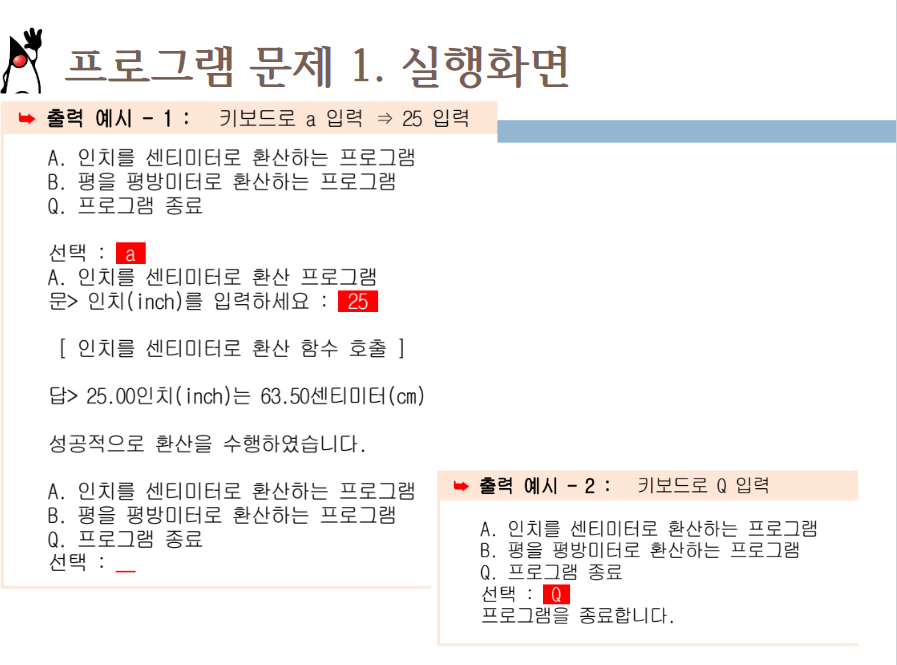 프로그램 문제 1. 실행화면
➥ 출력 예시 - 1 : 키보드로 a 입력 ⇒ 25 입력
A. 인치를 센티미터로 환산하는 프로그램
B. 평을 평방미터로 환산하는 프로그램
Q. 프로그램 종료
선택 : a
A. 인치를 센티미터로 환산 프로그램
문> 인치(inch)를 입력하세요 : 25
[ 인치를 센티미터로 환산 함수 호출 ]
답> 25.00인치(inch)는 63.50센티미터(cm)
성공적으로 환산을 수행하였습니다.
A. 인치를 센티미터로 환산하는 프로그램
B. 평을 평방미터로 환산하는 프로그램
Q. 프로그램 종료
선택 : _
➥ 출력 예시 - 2 : 키보드로 Q 입력
A. 인치를 센티미터로 환산하는 프로그램
B. 평을 평방미터로 환산하는 프로그램
Q. 프로그램 종료
선택 : Q
프로그램을 종료합니다.